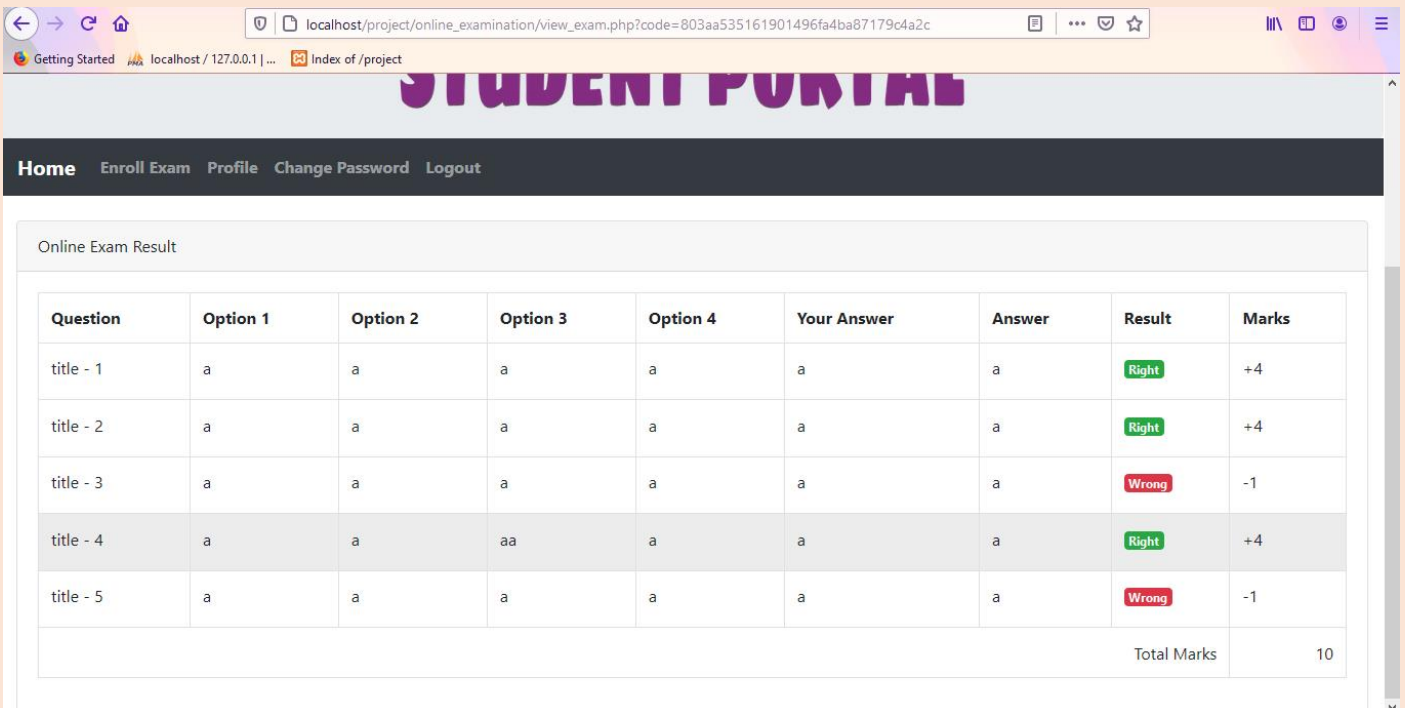 localhost/project/online_examination/view_exam.php?code=803aa535161901496fa4ba87179c4a2c
Getting Started localhost / 127.0.0.1 | ... Index of /project
STUDENT PORTAL
Home Enroll Exam Profile Change Password Logout
Online Exam Result
Question Option 1 Option 2 Option 3 Option 4 Your Answer Answer Result Marks
title - 1 a a a a a a Right +4
title - 2 a a a a a a Right +4
title - 3 a a a a a a Wrong -1
title - 4 a a aa a a a Right +4
title - 5 a a a a a a Wrong -1
Total Marks 10